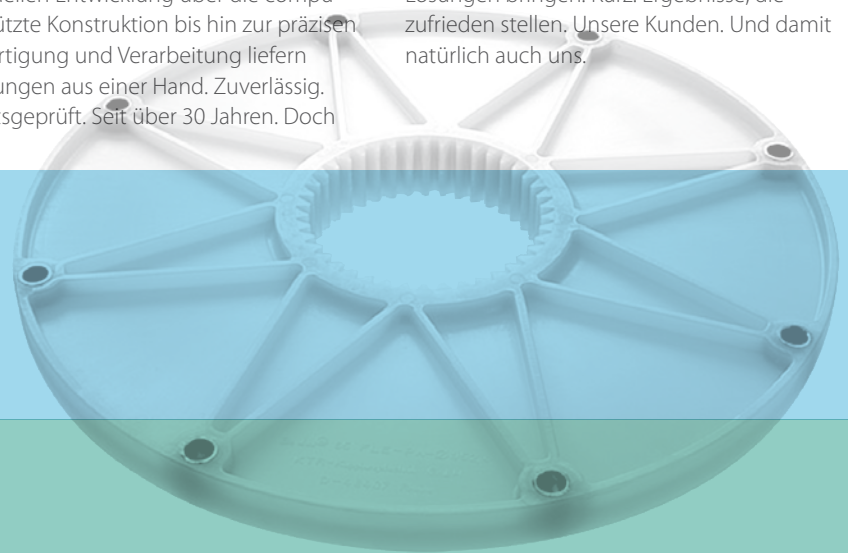 ützte Konstruktion bis hin zur präzisen
rtigung und Verarbeitung liefern
ungen aus einer Hand. Zuverlässig.
tsgeprüft. Seit über 30 Jahren. Doch
zufrieden stellen. Unsere Kunden. Und damit
natürlich auch uns.